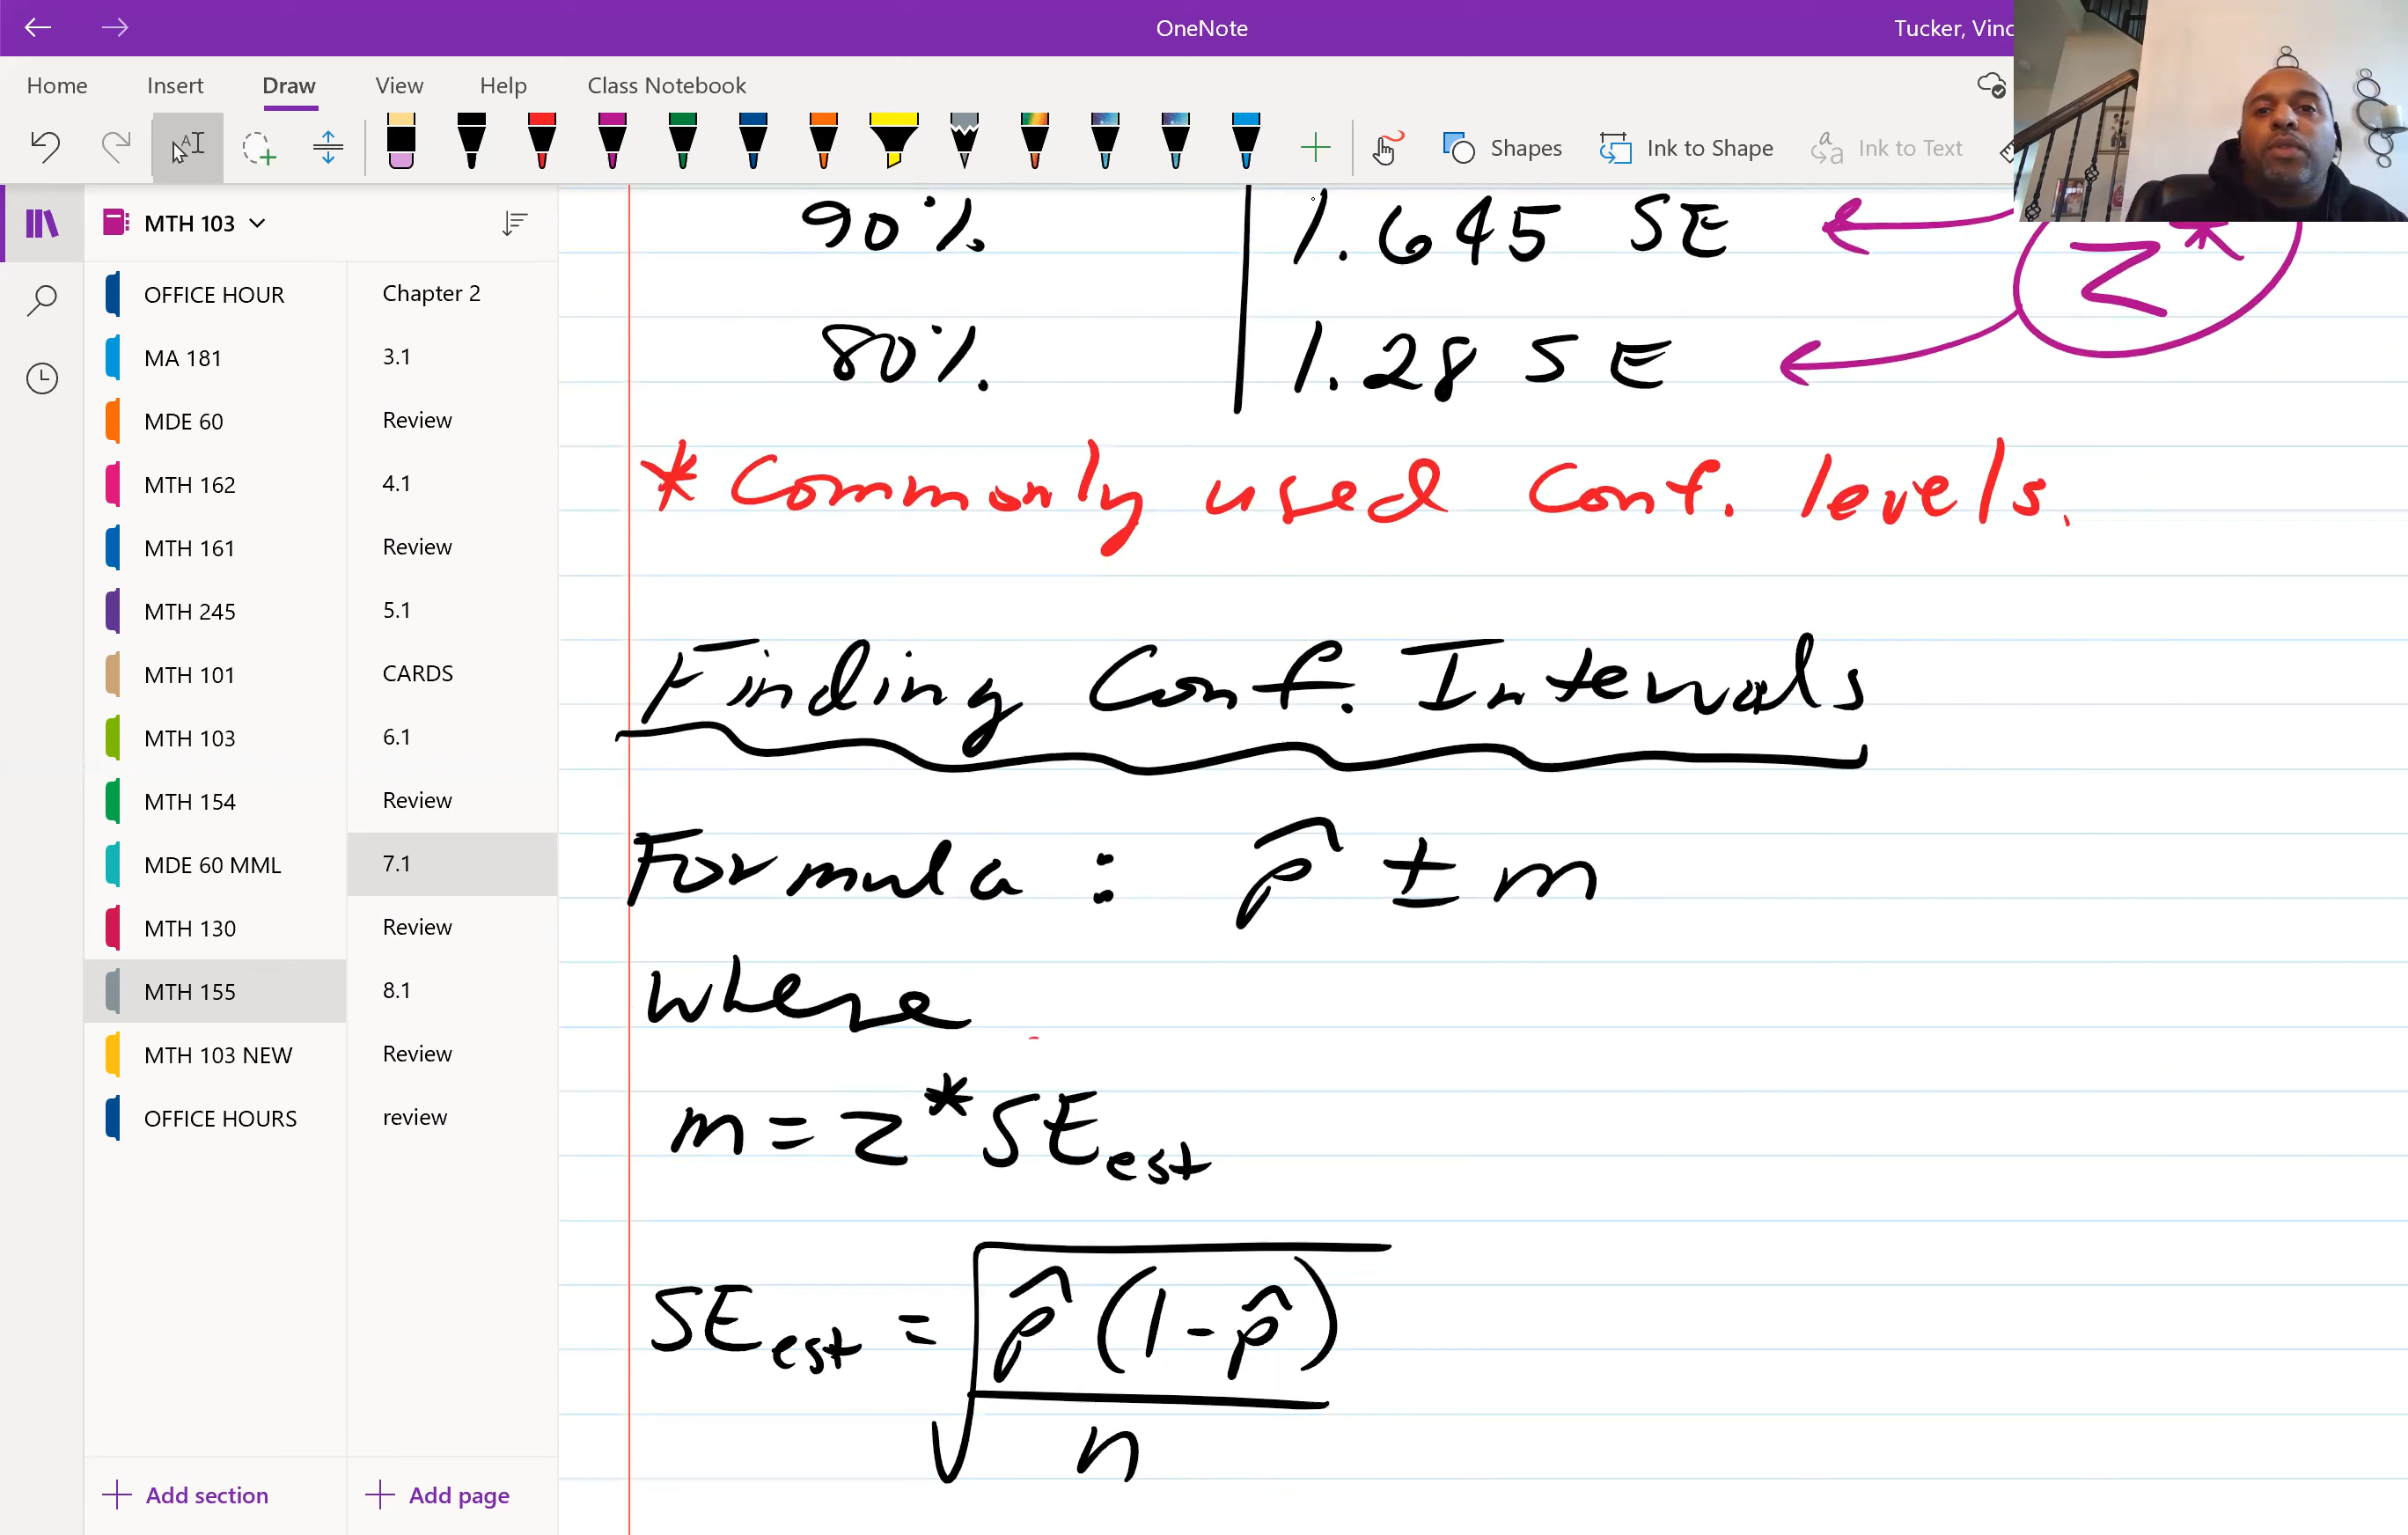 OneNote
Tucker, Vinc
Home Insert Draw View Help Class Notebook
Shapes Ink to Shape Ink to Text
MTH 103
OFFICE HOUR
MA 181
MDE 60
MTH 162
MTH 161
MTH 245
MTH 101
MTH 103
MTH 154
MDE 60 MML
MTH 130
MTH 155
MTH 103 NEW
OFFICE HOURS
Add section
Chapter 2
3.1
Review
4.1
Review
5.1
CARDS
6.1
Review
7.1
Review
8.1
Review
review
Add page
90% 1.645 SE
z*
80% 1.28 SE
* Commonly used Conf. levels.
Finding Conf. Intervals
Formula : p̂ ± m
where
m = z* SE est
SE est = √ p̂ (1 - p̂)
n